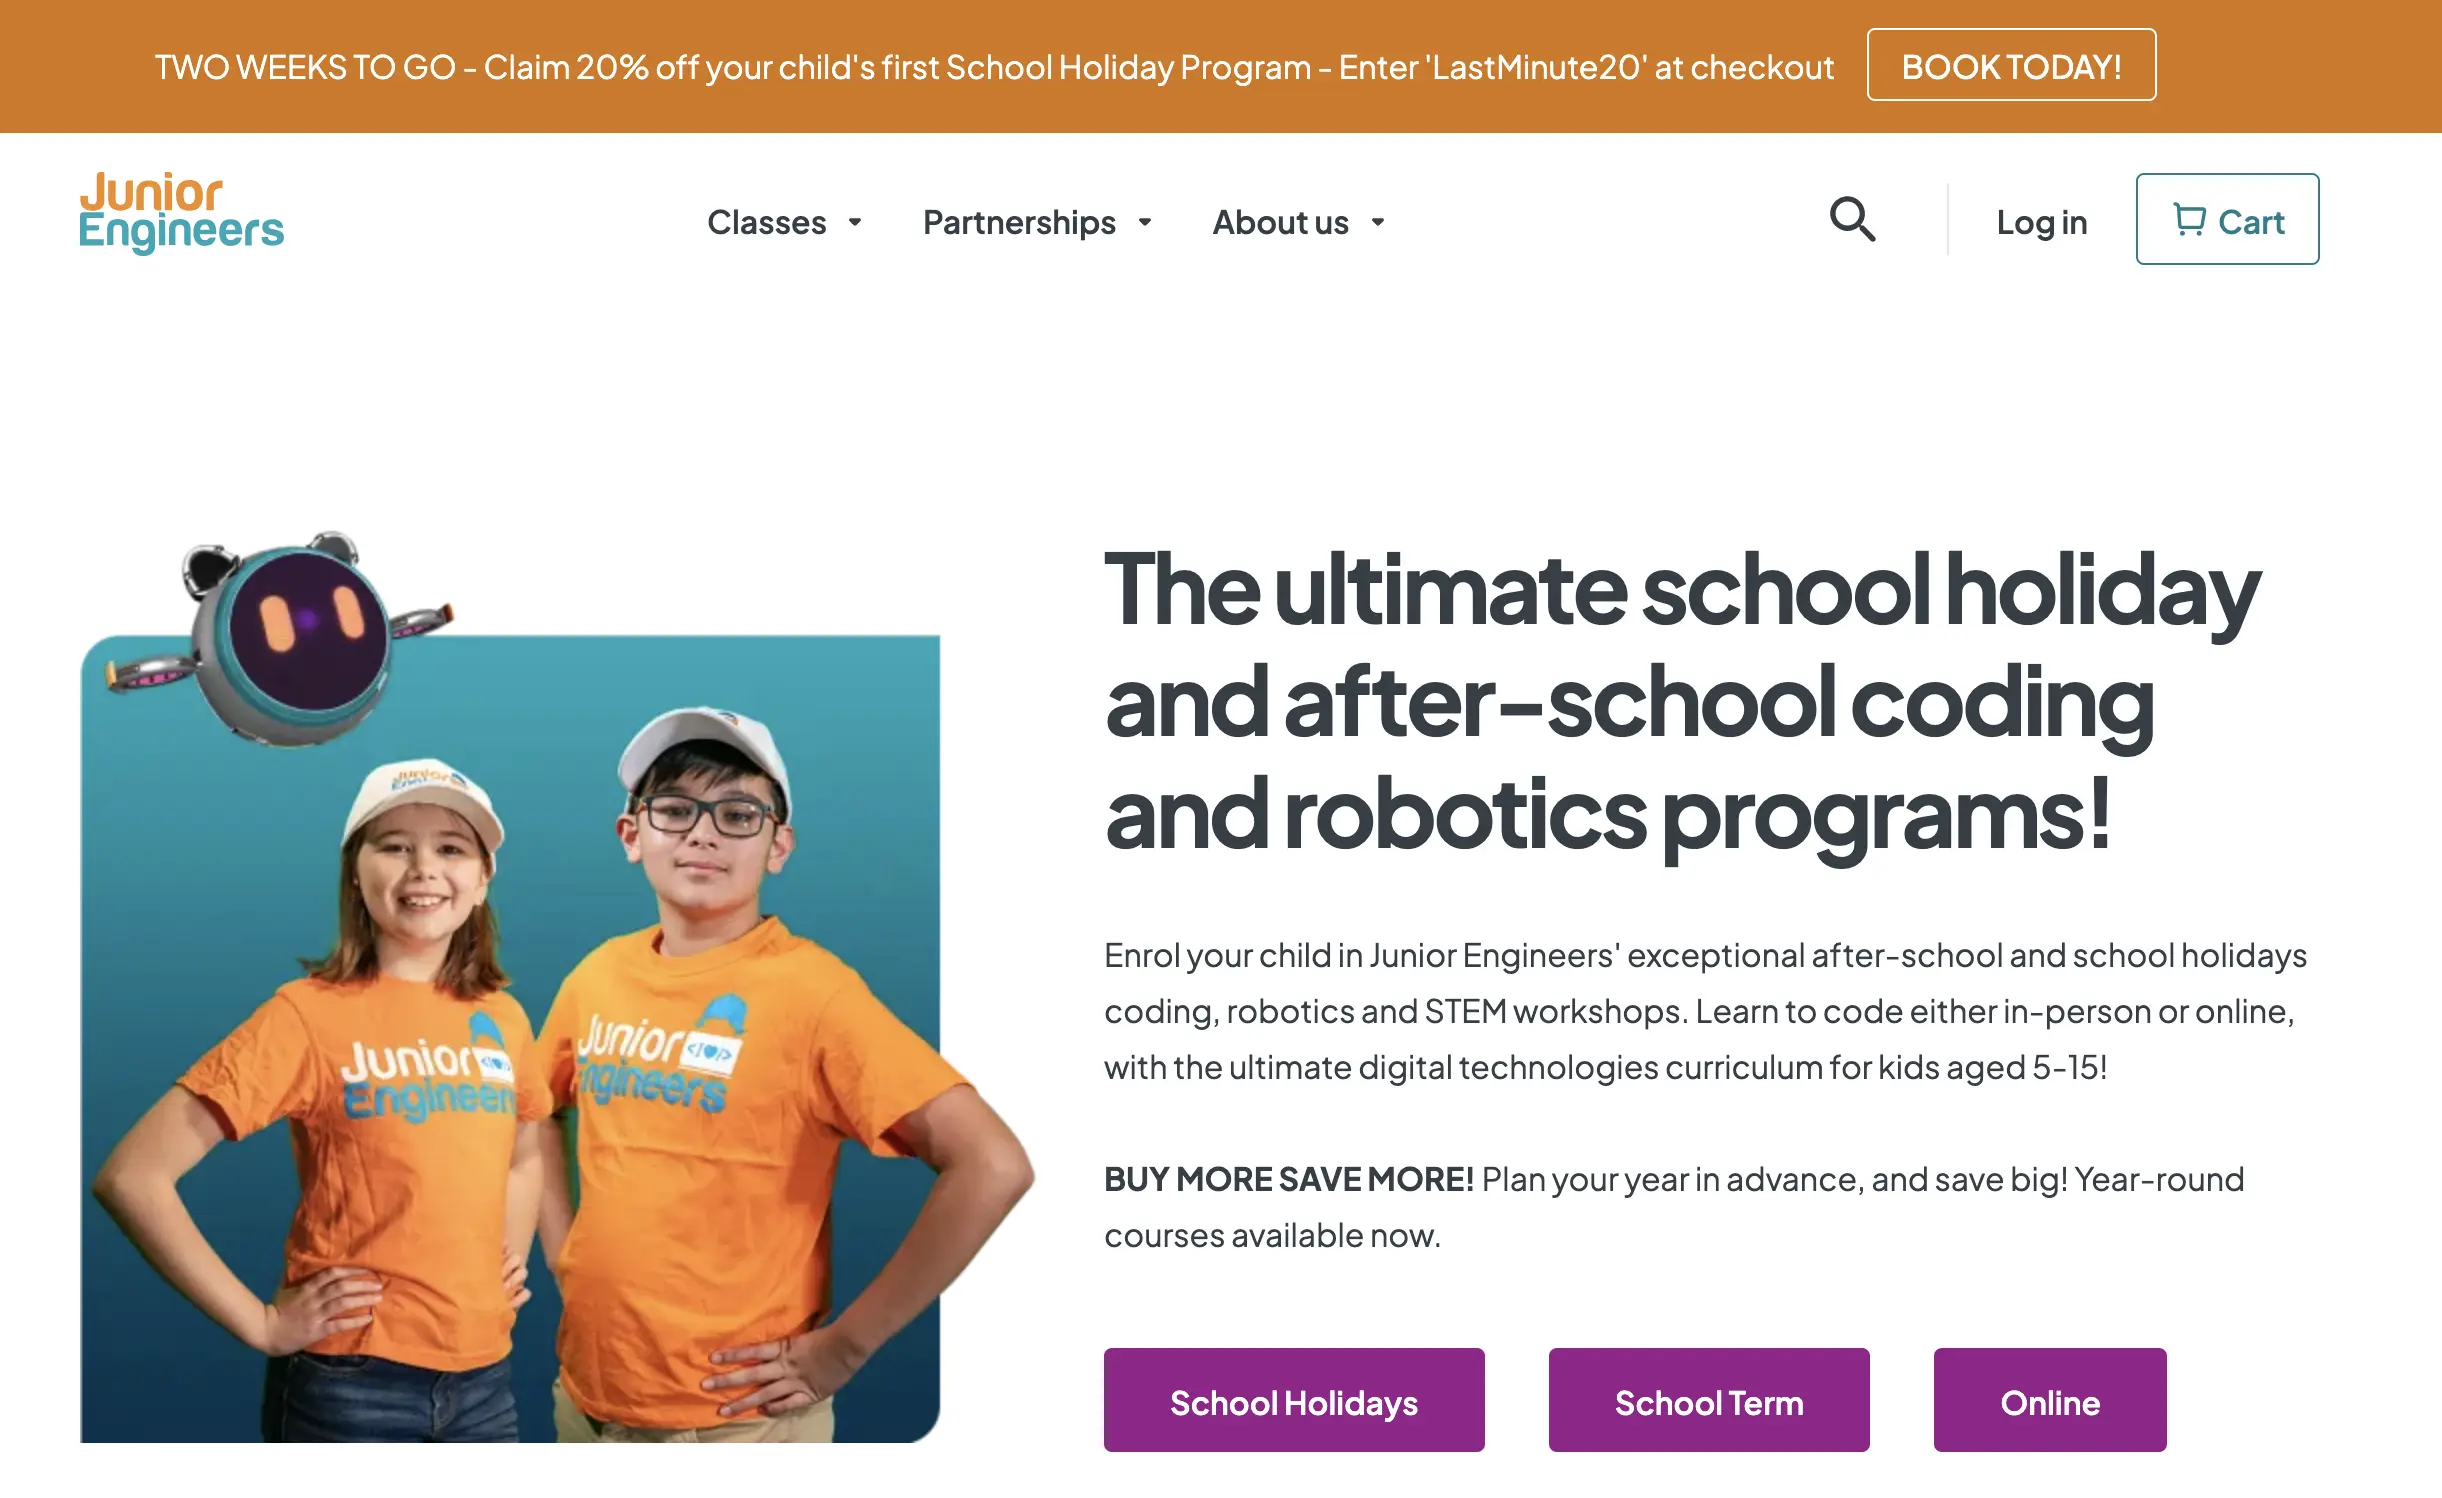 TWO WEEKS TO GO - Claim 20% off your child's first School Holiday Program - Enter 'LastMinute20' at checkout
BOOK TODAY!
Junior
Engineers
Classes
Partnerships
About us
Log in
Cart
The ultimate school holiday
and after-school coding
and robotics programs!
Enrol your child in Junior Engineers' exceptional after-school and school holidays
coding, robotics and STEM workshops. Learn to code either in-person or online,
with the ultimate digital technologies curriculum for kids aged 5-15!
BUY MORE SAVE MORE! Plan your year in advance, and save big! Year-round
courses available now.
School Holidays
School Term
Online
Junior
Junior
Engineers
Junior
Engineers